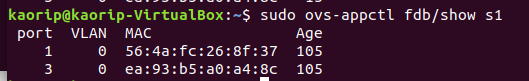 kaorip@kaorip-VirtualBox:~$ sudo ovs-appctl fdb/show s1
port VLAN MAC Age
1 0 56:4a:fc:26:8f:37 105
3 0 ea:93:b5:a0:a4:8c 105